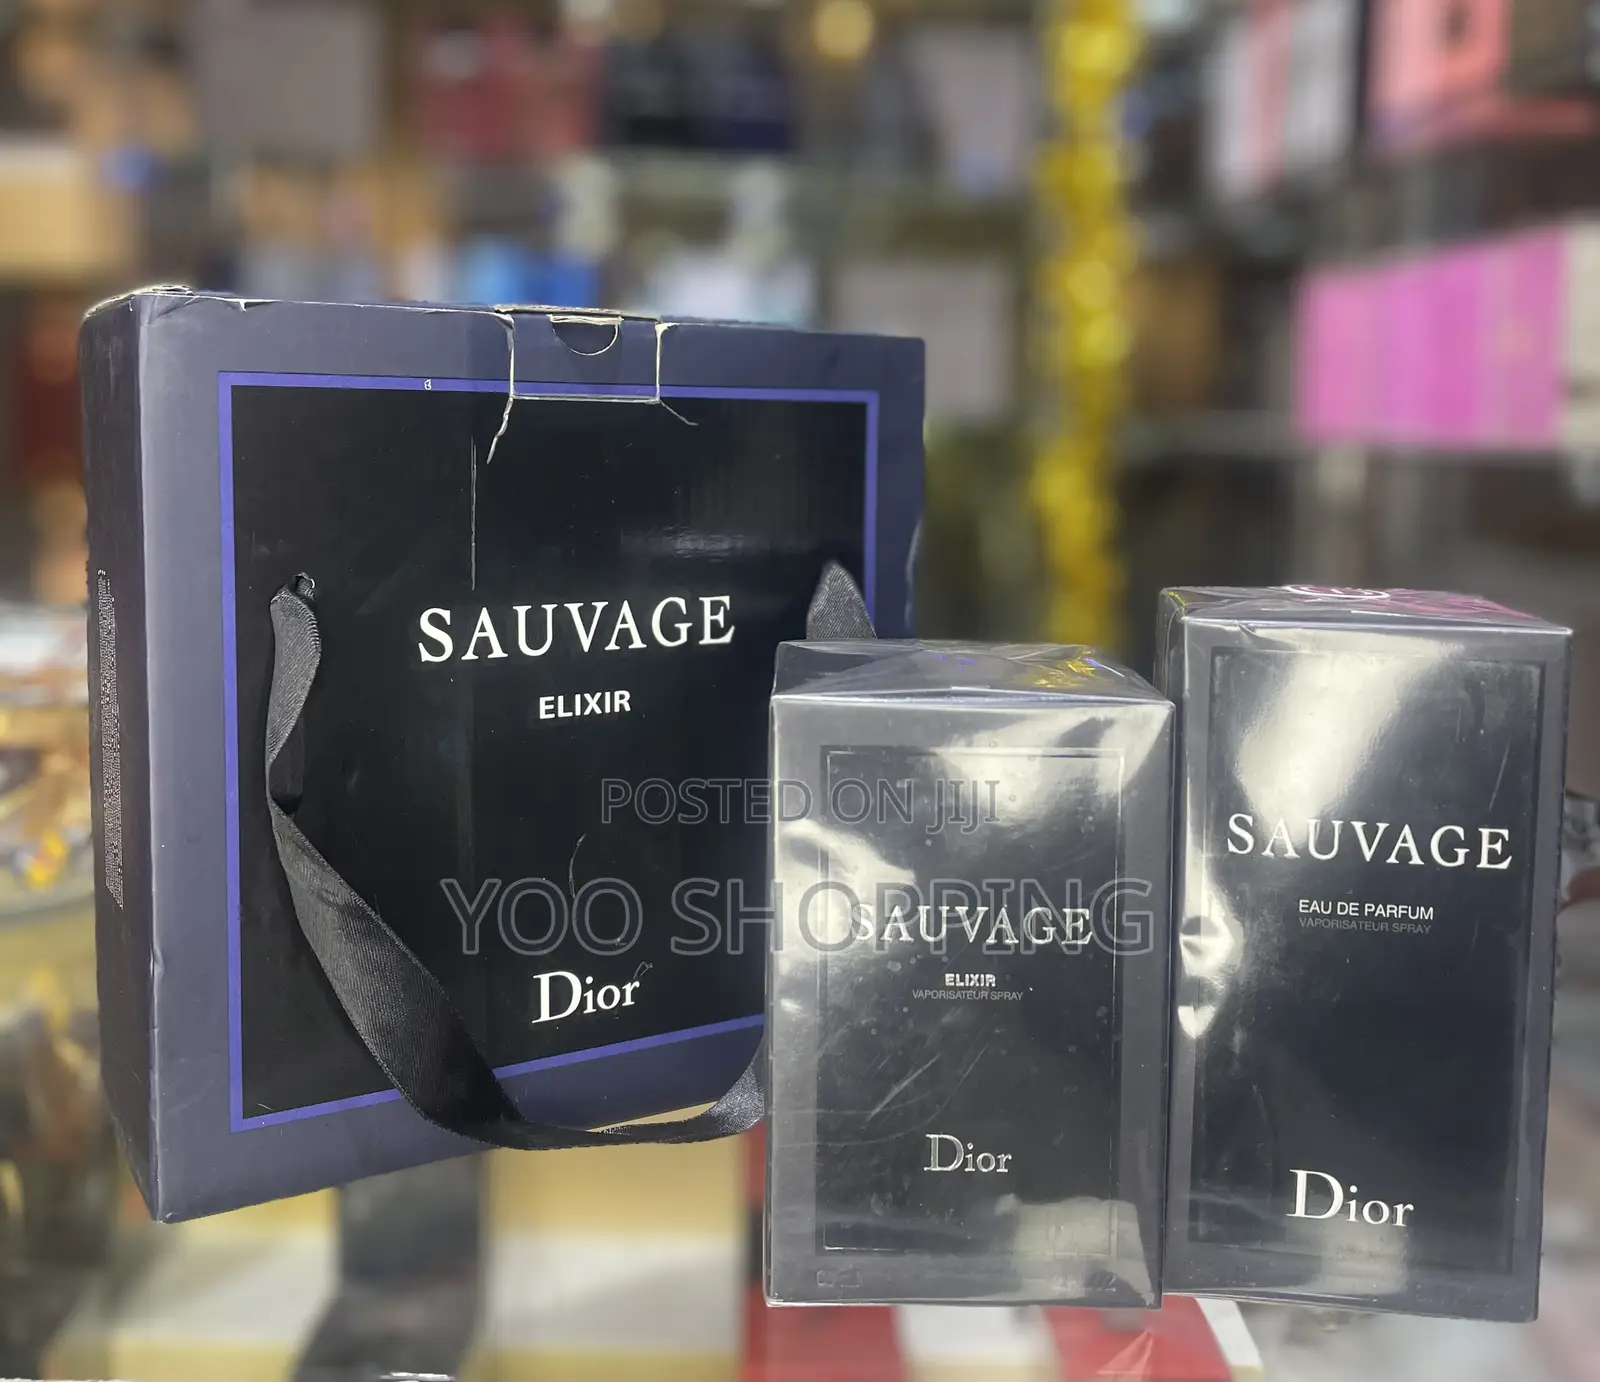 SAUVAGE
ELIXIR
Dior
SAUVAGE
ELIXIR
VAPORISATEUR SPRAY
Dior
SAUVAGE
EAU DE PARFUM
VAPORISATEUR SPRAY
Dior
POSTED ON JIJI
YOO SHOPPING